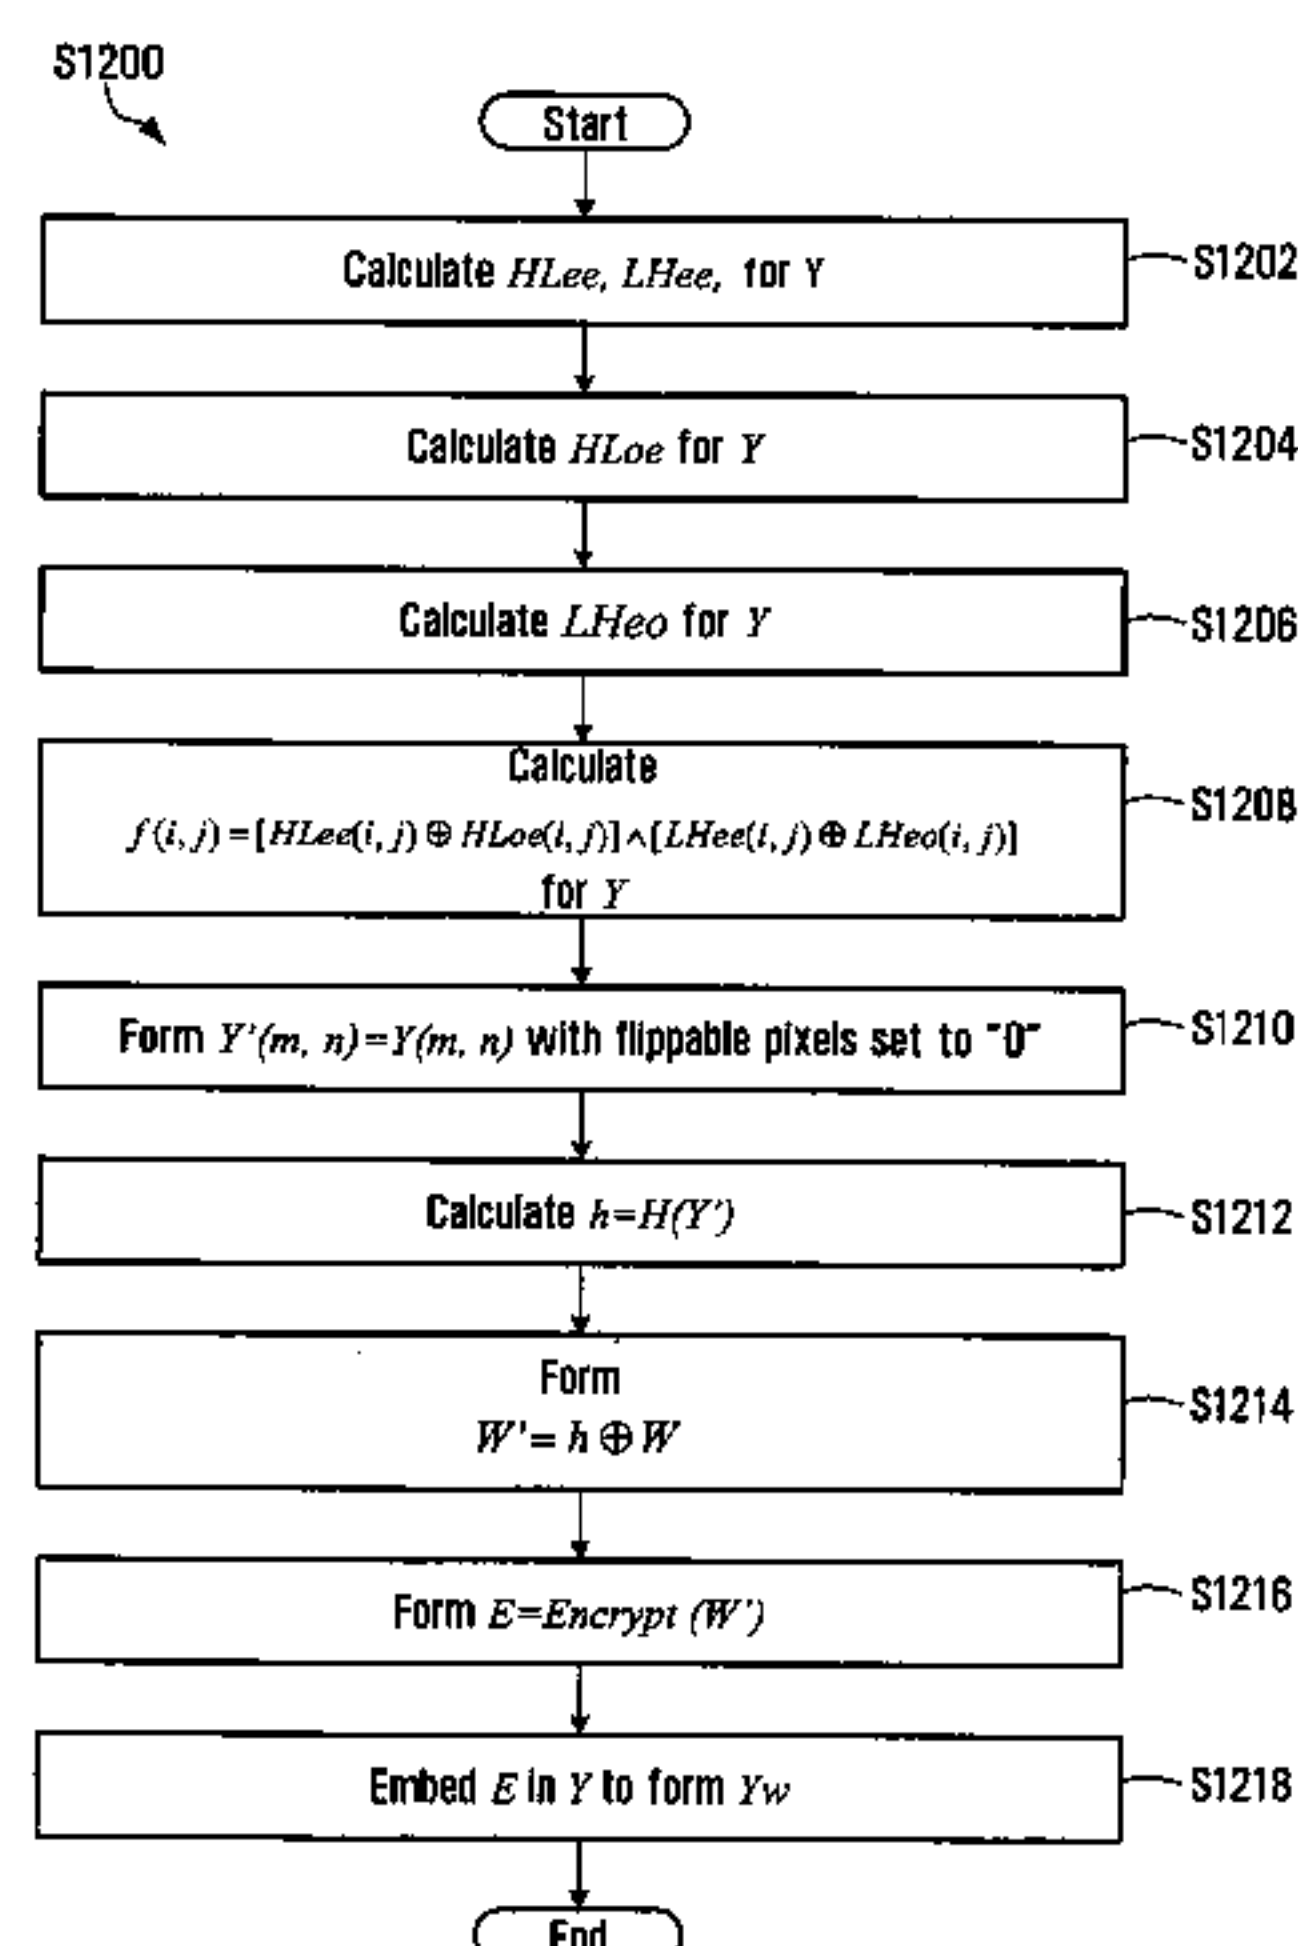 S1200
Start
Calculate HLee, LHee, for Y
S1202
Calculate HLoe for Y
S1204
Calculate LHeo for Y
S1206
Calculate
f(i, j) = [HLee(i, j) ⊕ HLoe(i, j)] ∧ [LHee(i, j) ⊕ LHeo(i, j)]
for Y
S1208
Form Y'(m, n)=Y(m, n) with flippable pixels set to "0"
S1210
Calculate h=H(Y')
S1212
Form
W'= h ⊕ W
S1214
Form E=Encrypt (W')
S1216
Embed E in Y to form Yw
S1218
End